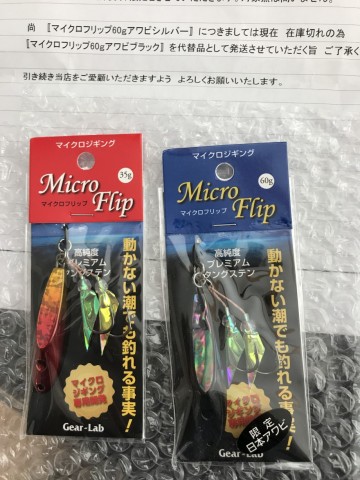 尚 『マイクロフリップ60gアワビシルバー』につきましては現在 在庫切れの為
『マイクロフリップ60gアワビブラック』を代替品として発送させていただく旨 ご了承く
引き続き当店をご愛顧いただきますよう よろしくお願いいたします。
マイクロジギング
35g
Micro
Flip
マイクロフリップ
高純度
プレミアム
タングステン
動かない潮でも釣れる事実!
マイクロ
ジギング
専用開発
Gear-Lab
マイクロジギング
60g
Micro
Flip
マイクロフリップ
高純度
プレミアム
タングステン
動かない潮でも釣れる事実!
マイクロ
ジギング
Gear-Lab
限定
日本アワビ